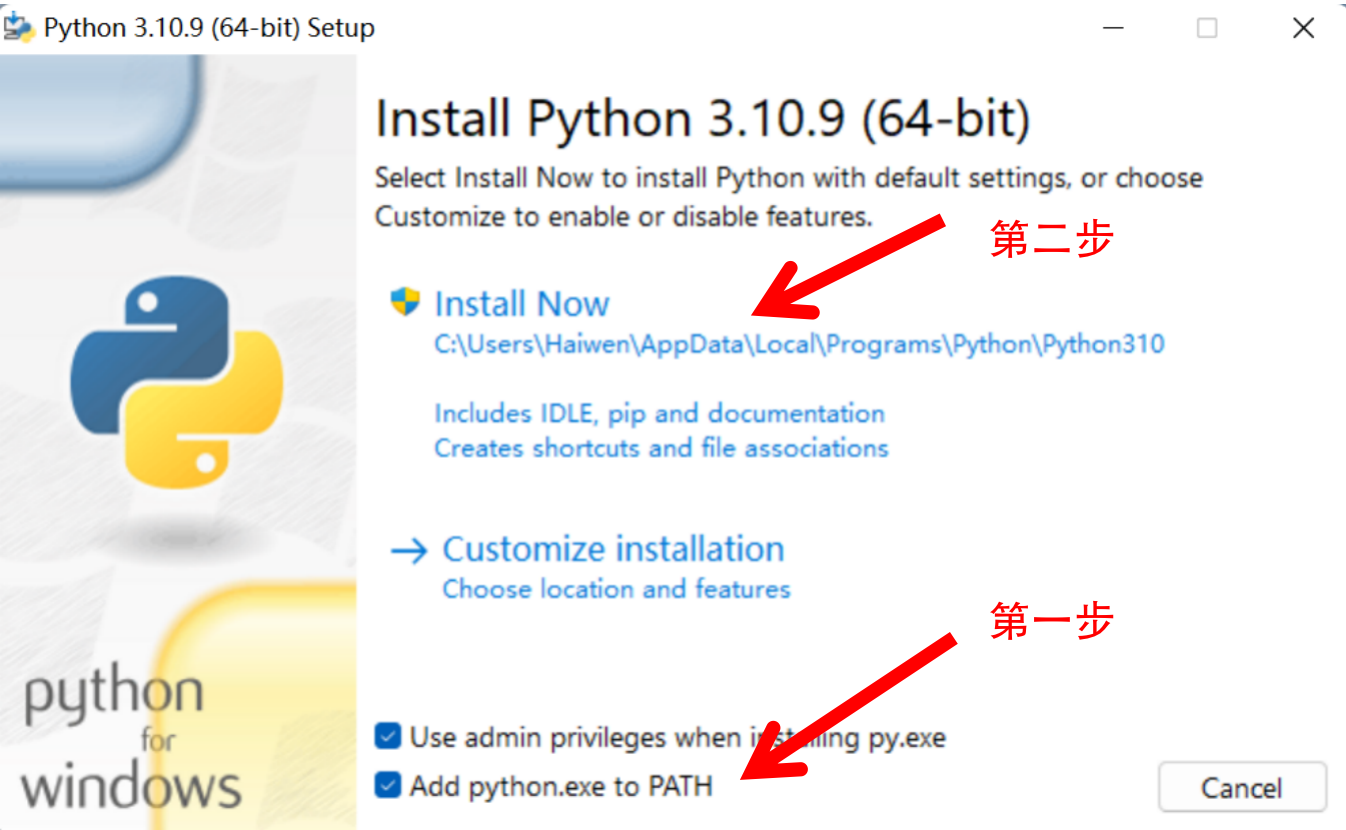 Python 3.10.9 (64-bit) Setup
Install Python 3.10.9 (64-bit)
Select Install Now to install Python with default settings, or choose
Customize to enable or disable features.
第二步
Install Now
C:\Users\Haiwen\AppData\Local\Programs\Python\Python310
Includes IDLE, pip and documentation
Creates shortcuts and file associations
Customize installation
Choose location and features
第一步
Use admin privileges when installing py.exe
Add python.exe to PATH
python
for
windows
Cancel